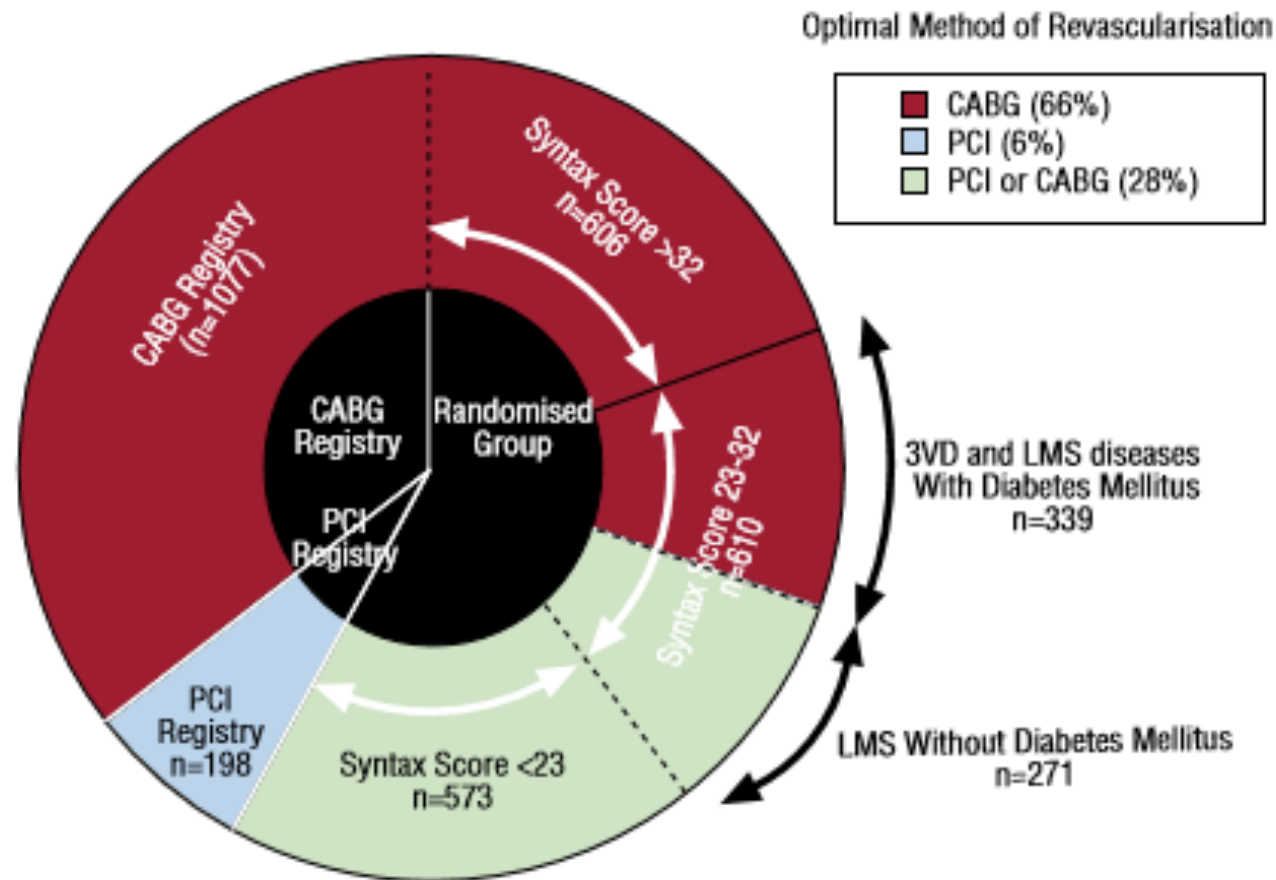 Optimal Method of Revascularisation
CABG (66%)
PCI (6%)
PCI or CABG (28%)
Syntax Score >32
n=606
CABG Registry
(n=1077)
CABG
Registry
Randomised
Group
PCI
Registry
Syntax Score 23-32
n=610
3VD and LMS diseases
With Diabetes Mellitus
n=339
PCI
Registry
n=198
Syntax Score <23
n=573
LMS Without Diabetes Mellitus
n=271